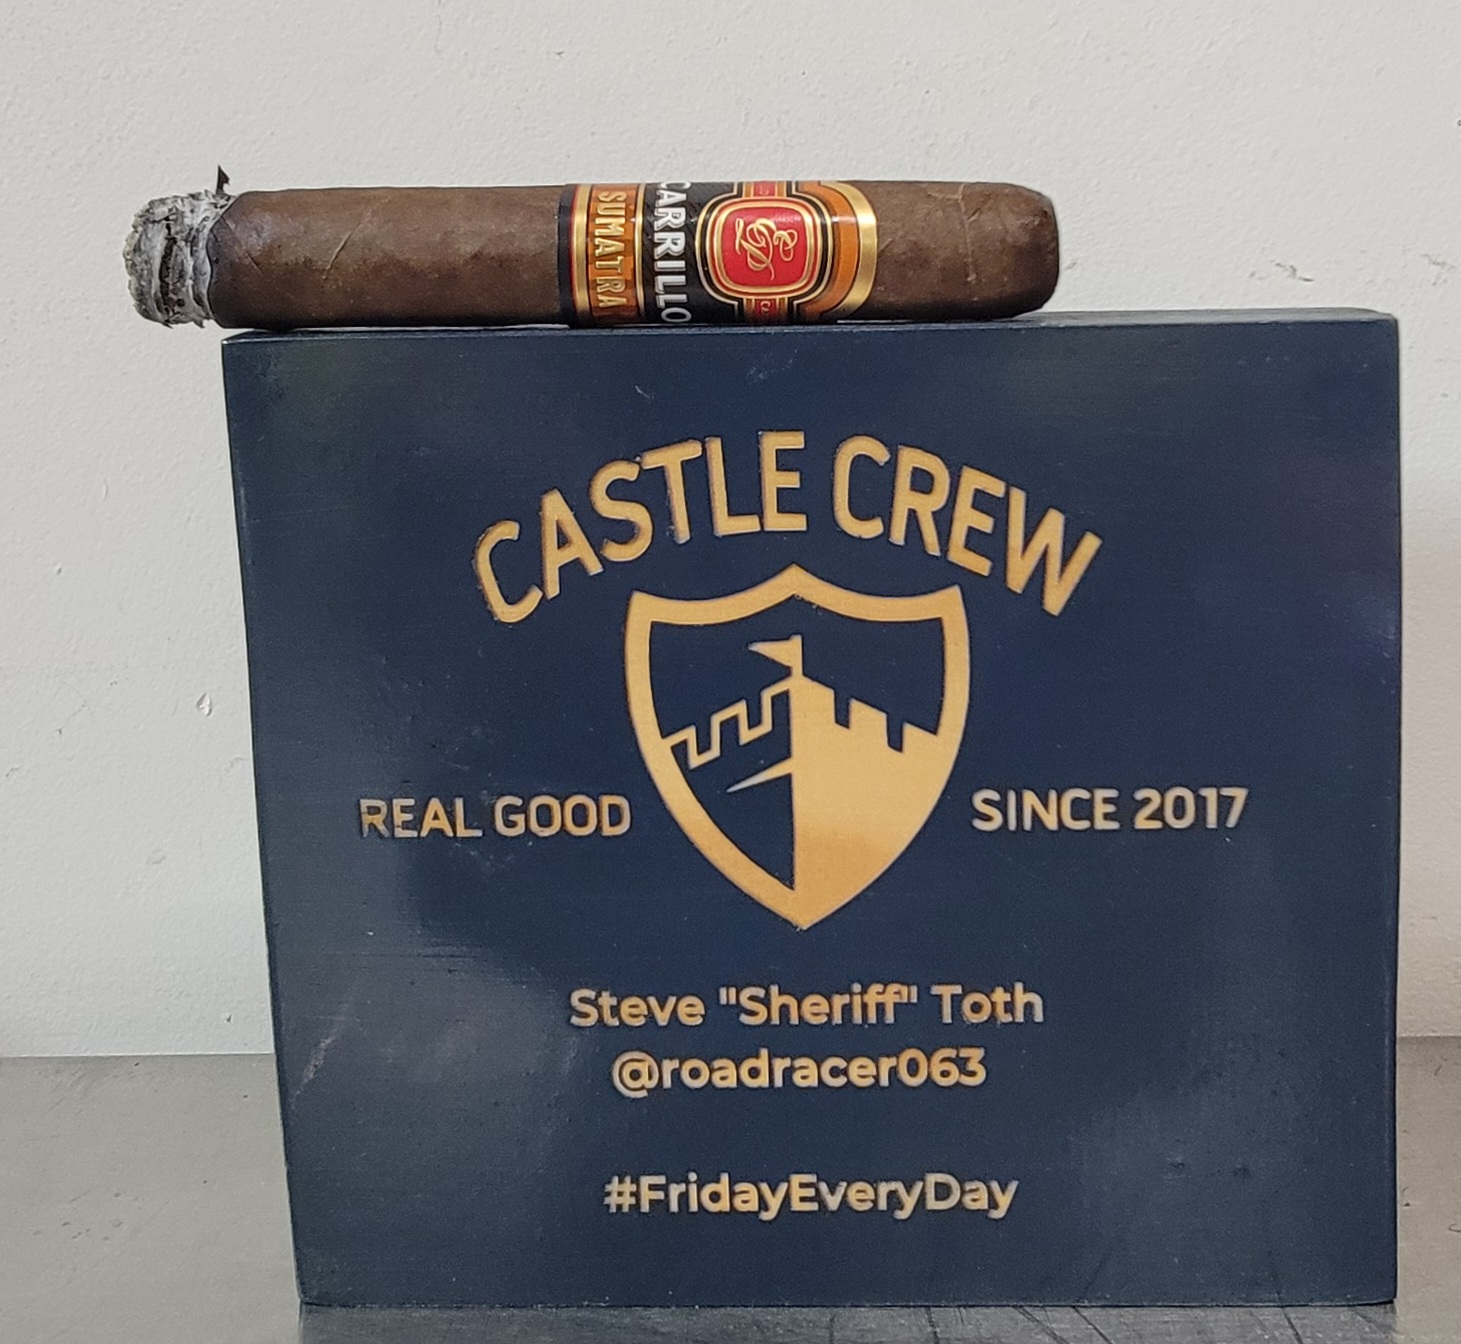 SUMATRA
CARRILLO
CASTLE CREW
REAL GOOD
SINCE 2017
Steve "Sheriff" Toth
@roadracer063
#FridayEveryDay